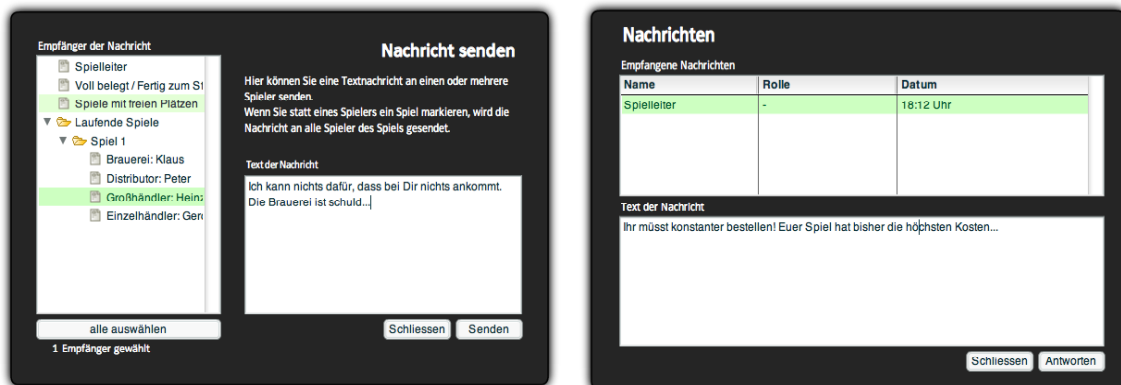 Empfänger der Nachricht
Spielleiter
Voll belegt / Fertig zum St
Spiele mit freien Plätzen
Laufende Spiele
Spiel 1
Brauerei: Klaus
Distributor: Peter
Großhändler: Heinz
Einzelhändler: Gerd
alle auswählen
1 Empfänger gewählt
Nachricht senden
Hier können Sie eine Textnachricht an einen oder mehrere
Spieler senden.
Wenn Sie statt eines Spielers ein Spiel markieren, wird die
Nachricht an alle Spieler des Spiels gesendet.
Text der Nachricht
Ich kann nichts dafür, dass bei Dir nichts ankommt.
Die Brauerei ist schuld...
Schliessen Senden
Nachrichten
Empfangene Nachrichten
Name Rolle Datum
Spielleiter - 18:12 Uhr
Text der Nachricht
Ihr müsst konstanter bestellen! Euer Spiel hat bisher die höchsten Kosten...
Schliessen Antworten